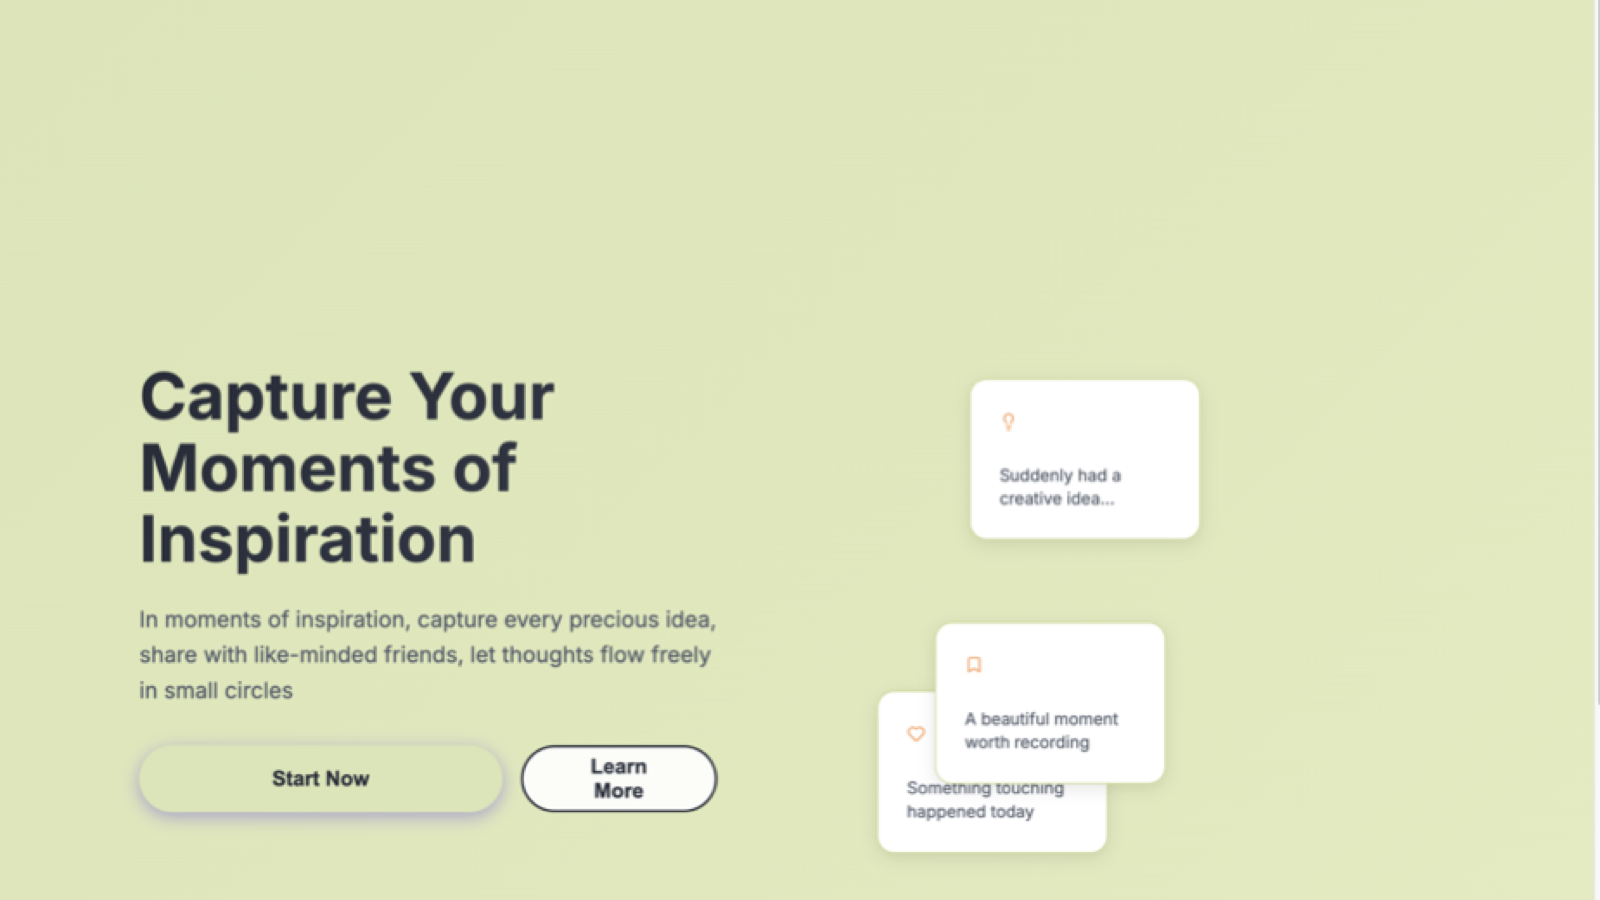 Capture Your
Moments of
Inspiration
In moments of inspiration, capture every precious idea,
share with like-minded friends, let thoughts flow freely
in small circles
Start Now
Learn
More
Suddenly had a
creative idea...
A beautiful moment
worth recording
Something touching
happened today